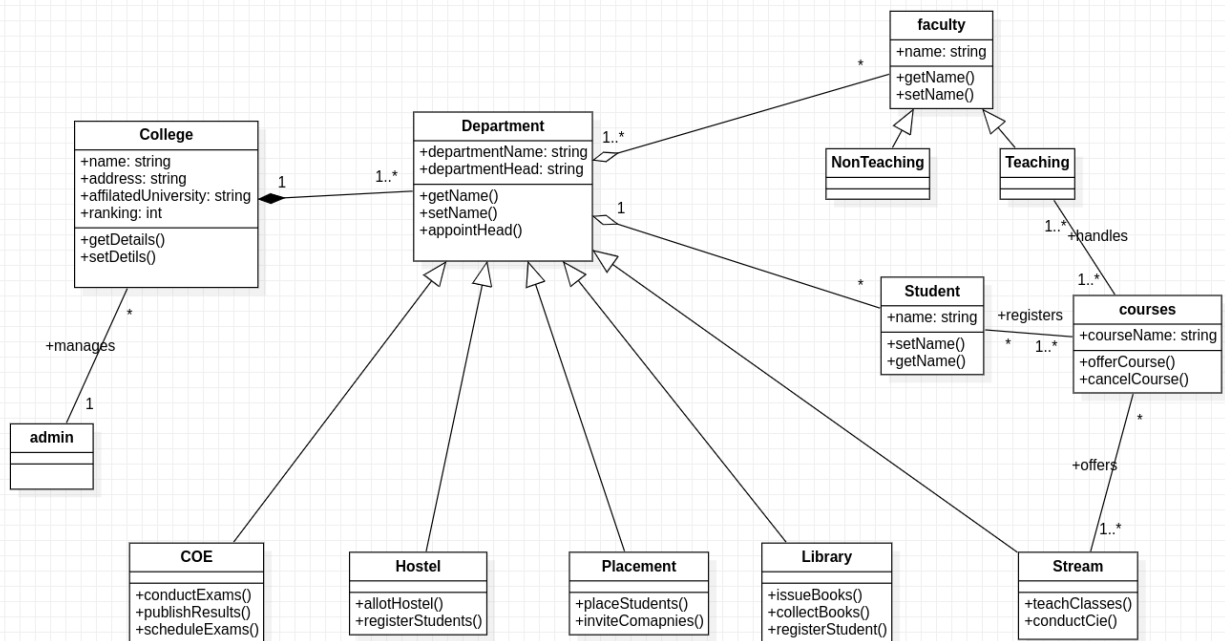 faculty
+name: string
+getName()
+setName()
*
1..*
NonTeaching
Teaching
College
+name: string
+address: string
+affilatedUniversity: string
+ranking: int
+getDetails()
+setDetils()
1
1..*
Department
+departmentName: string
+departmentHead: string
+getName()
+setName()
+appointHead()
1
*
1..*
+handles
1..*
Student
+name: string
+setName()
+getName()
+registers
*
1..*
courses
+courseName: string
+offerCourse()
+cancelCourse()
*
+manages
1
admin
*
+offers
1..*
COE
+conductExams()
+publishResults()
+scheduleExams()
Hostel
+allotHostel()
+registerStudents()
Placement
+placeStudents()
+inviteComapnies()
Library
+issueBooks()
+collectBooks()
+registerStudent()
Stream
+teachClasses()
+conductCie()